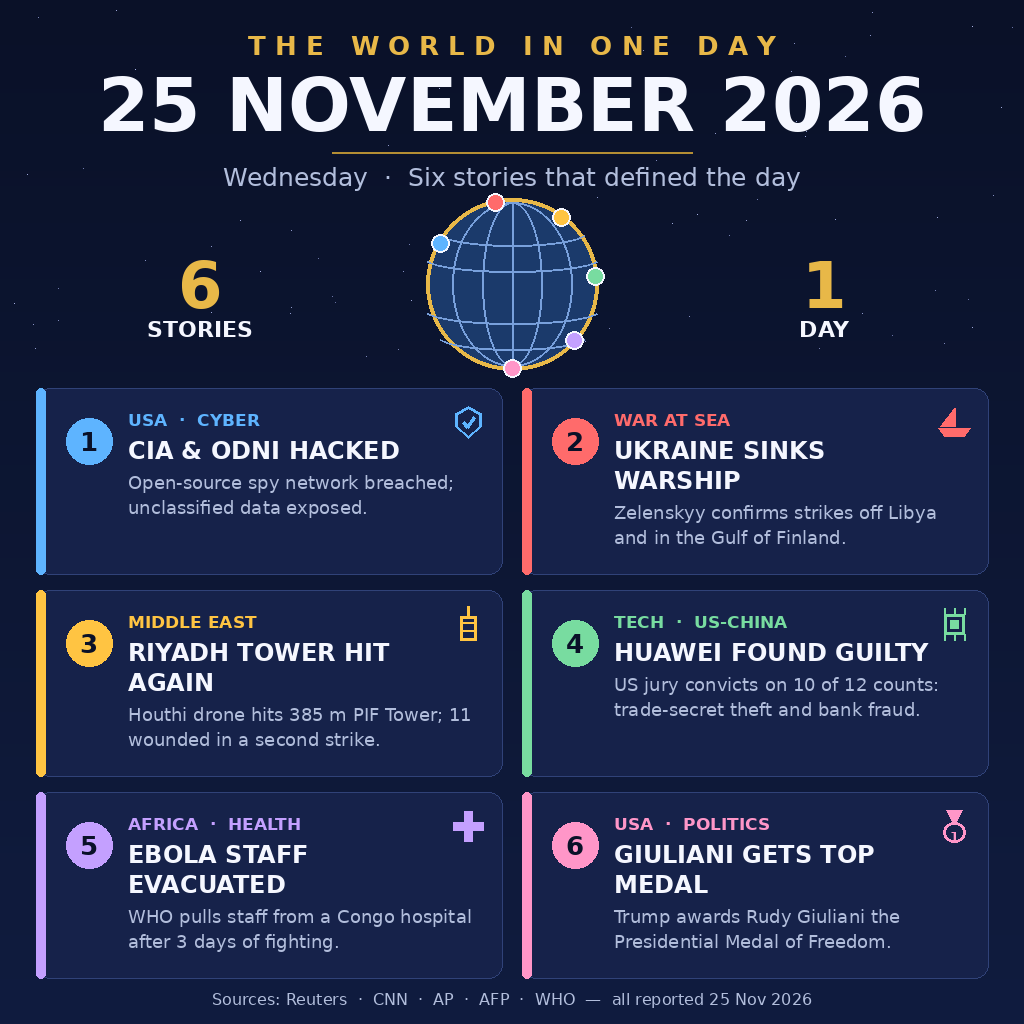 THE WORLD IN ONE DAY
25 NOVEMBER 2026
Wednesday · Six stories that defined the day
6
STORIES
1
DAY
1
USA · CYBER
CIA & ODNI HACKED
Open-source spy network breached;
unclassified data exposed.
2
WAR AT SEA
UKRAINE SINKS
WARSHIP
Zelenskyy confirms strikes off Libya
and in the Gulf of Finland.
3
MIDDLE EAST
RIYADH TOWER HIT
AGAIN
Houthi drone hits 385 m PIF Tower; 11
wounded in a second strike.
4
TECH · US-CHINA
HUAWEI FOUND GUILTY
US jury convicts on 10 of 12 counts:
trade-secret theft and bank fraud.
5
AFRICA · HEALTH
EBOLA STAFF
EVACUATED
WHO pulls staff from a Congo hospital
after 3 days of fighting.
6
USA · POLITICS
1
GIULIANI GETS TOP
MEDAL
Trump awards Rudy Giuliani the
Presidential Medal of Freedom.
Sources: Reuters · CNN · AP · AFP · WHO — all reported 25 Nov 2026